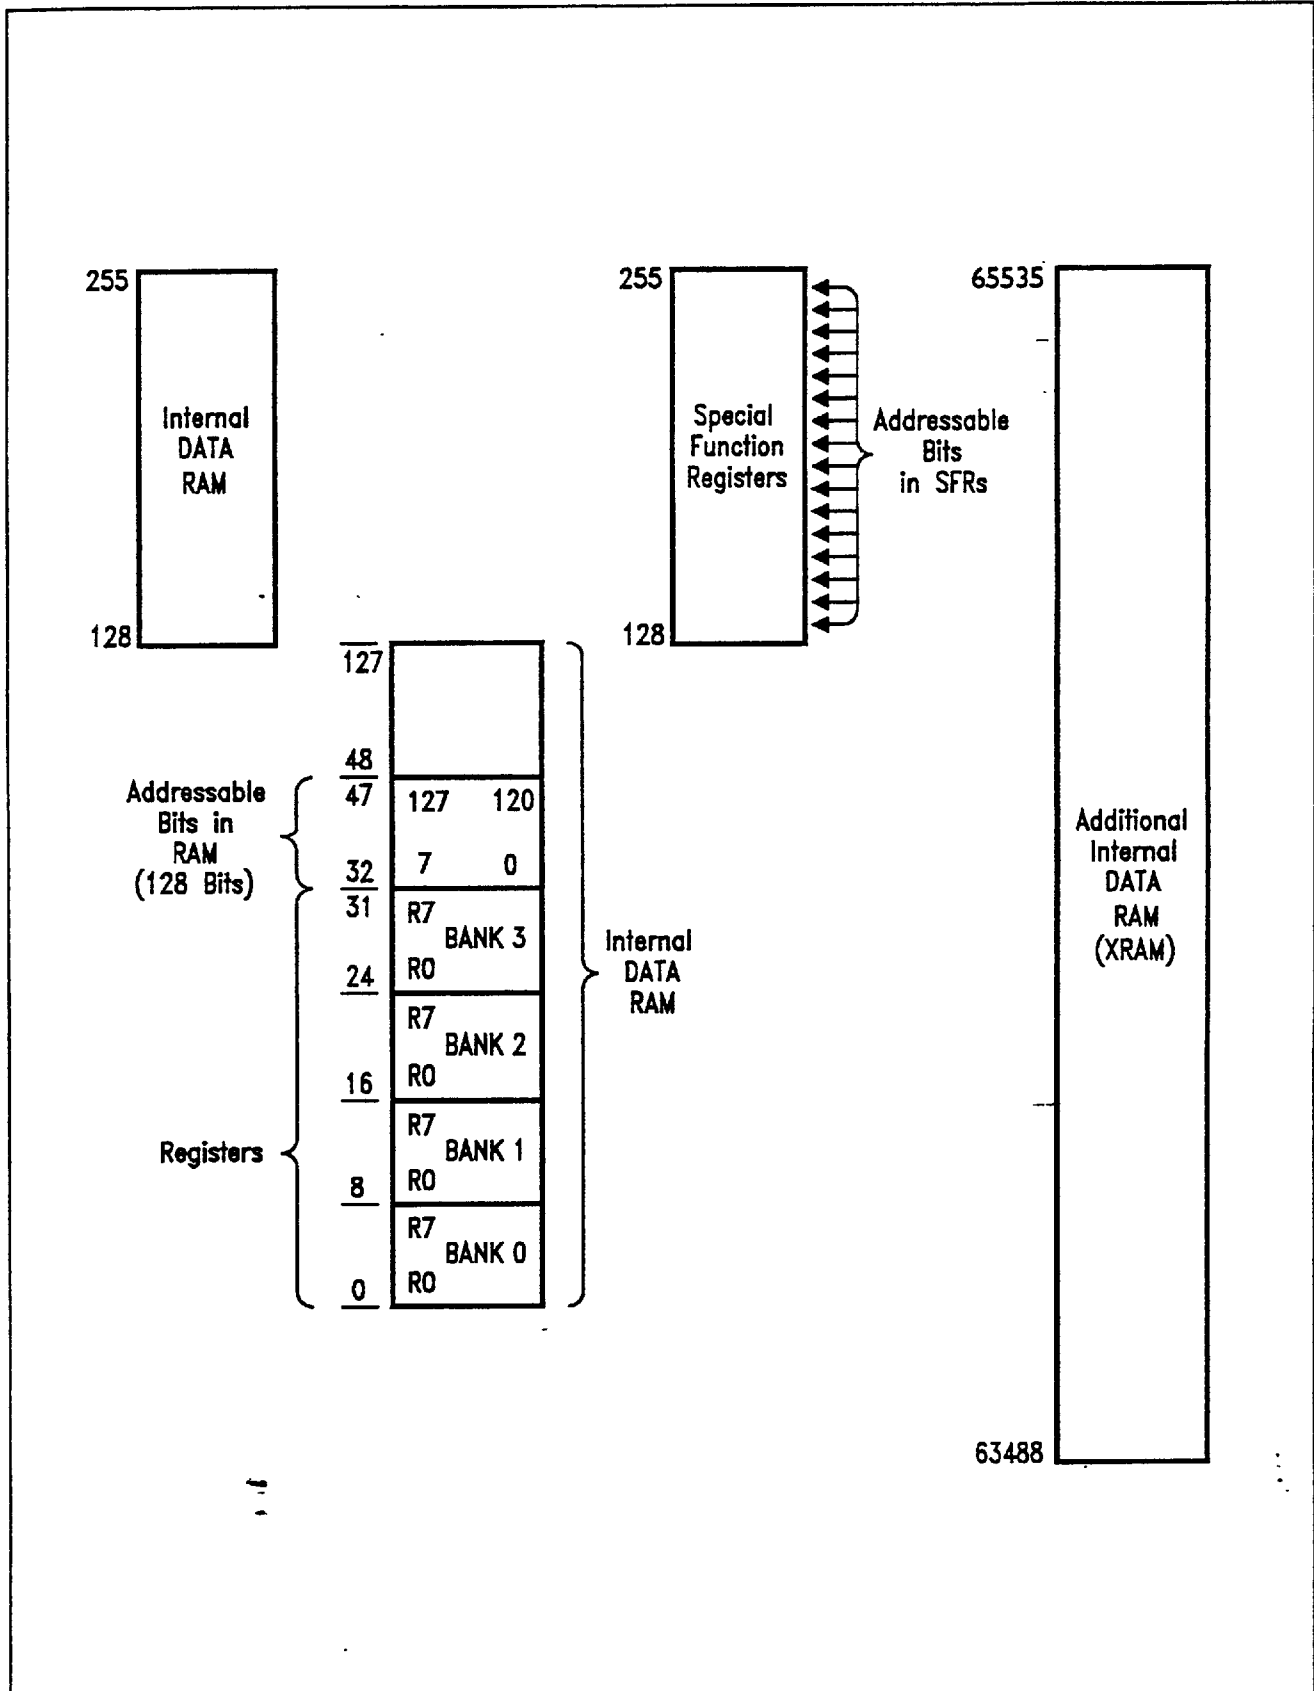 255
Internal
DATA
RAM
128
255
Special
Function
Registers
128
Addressable
Bits
in SFRs
65535
Additional
Internal
DATA
RAM
(XRAM)
63488
127
48
47
127 120
7 0
32
Addressable
Bits in
RAM
(128 Bits)
31
R7
BANK 3
R0
24
R7
BANK 2
R0
16
R7
BANK 1
R0
8
R7
BANK 0
R0
0
Registers
Internal
DATA
RAM